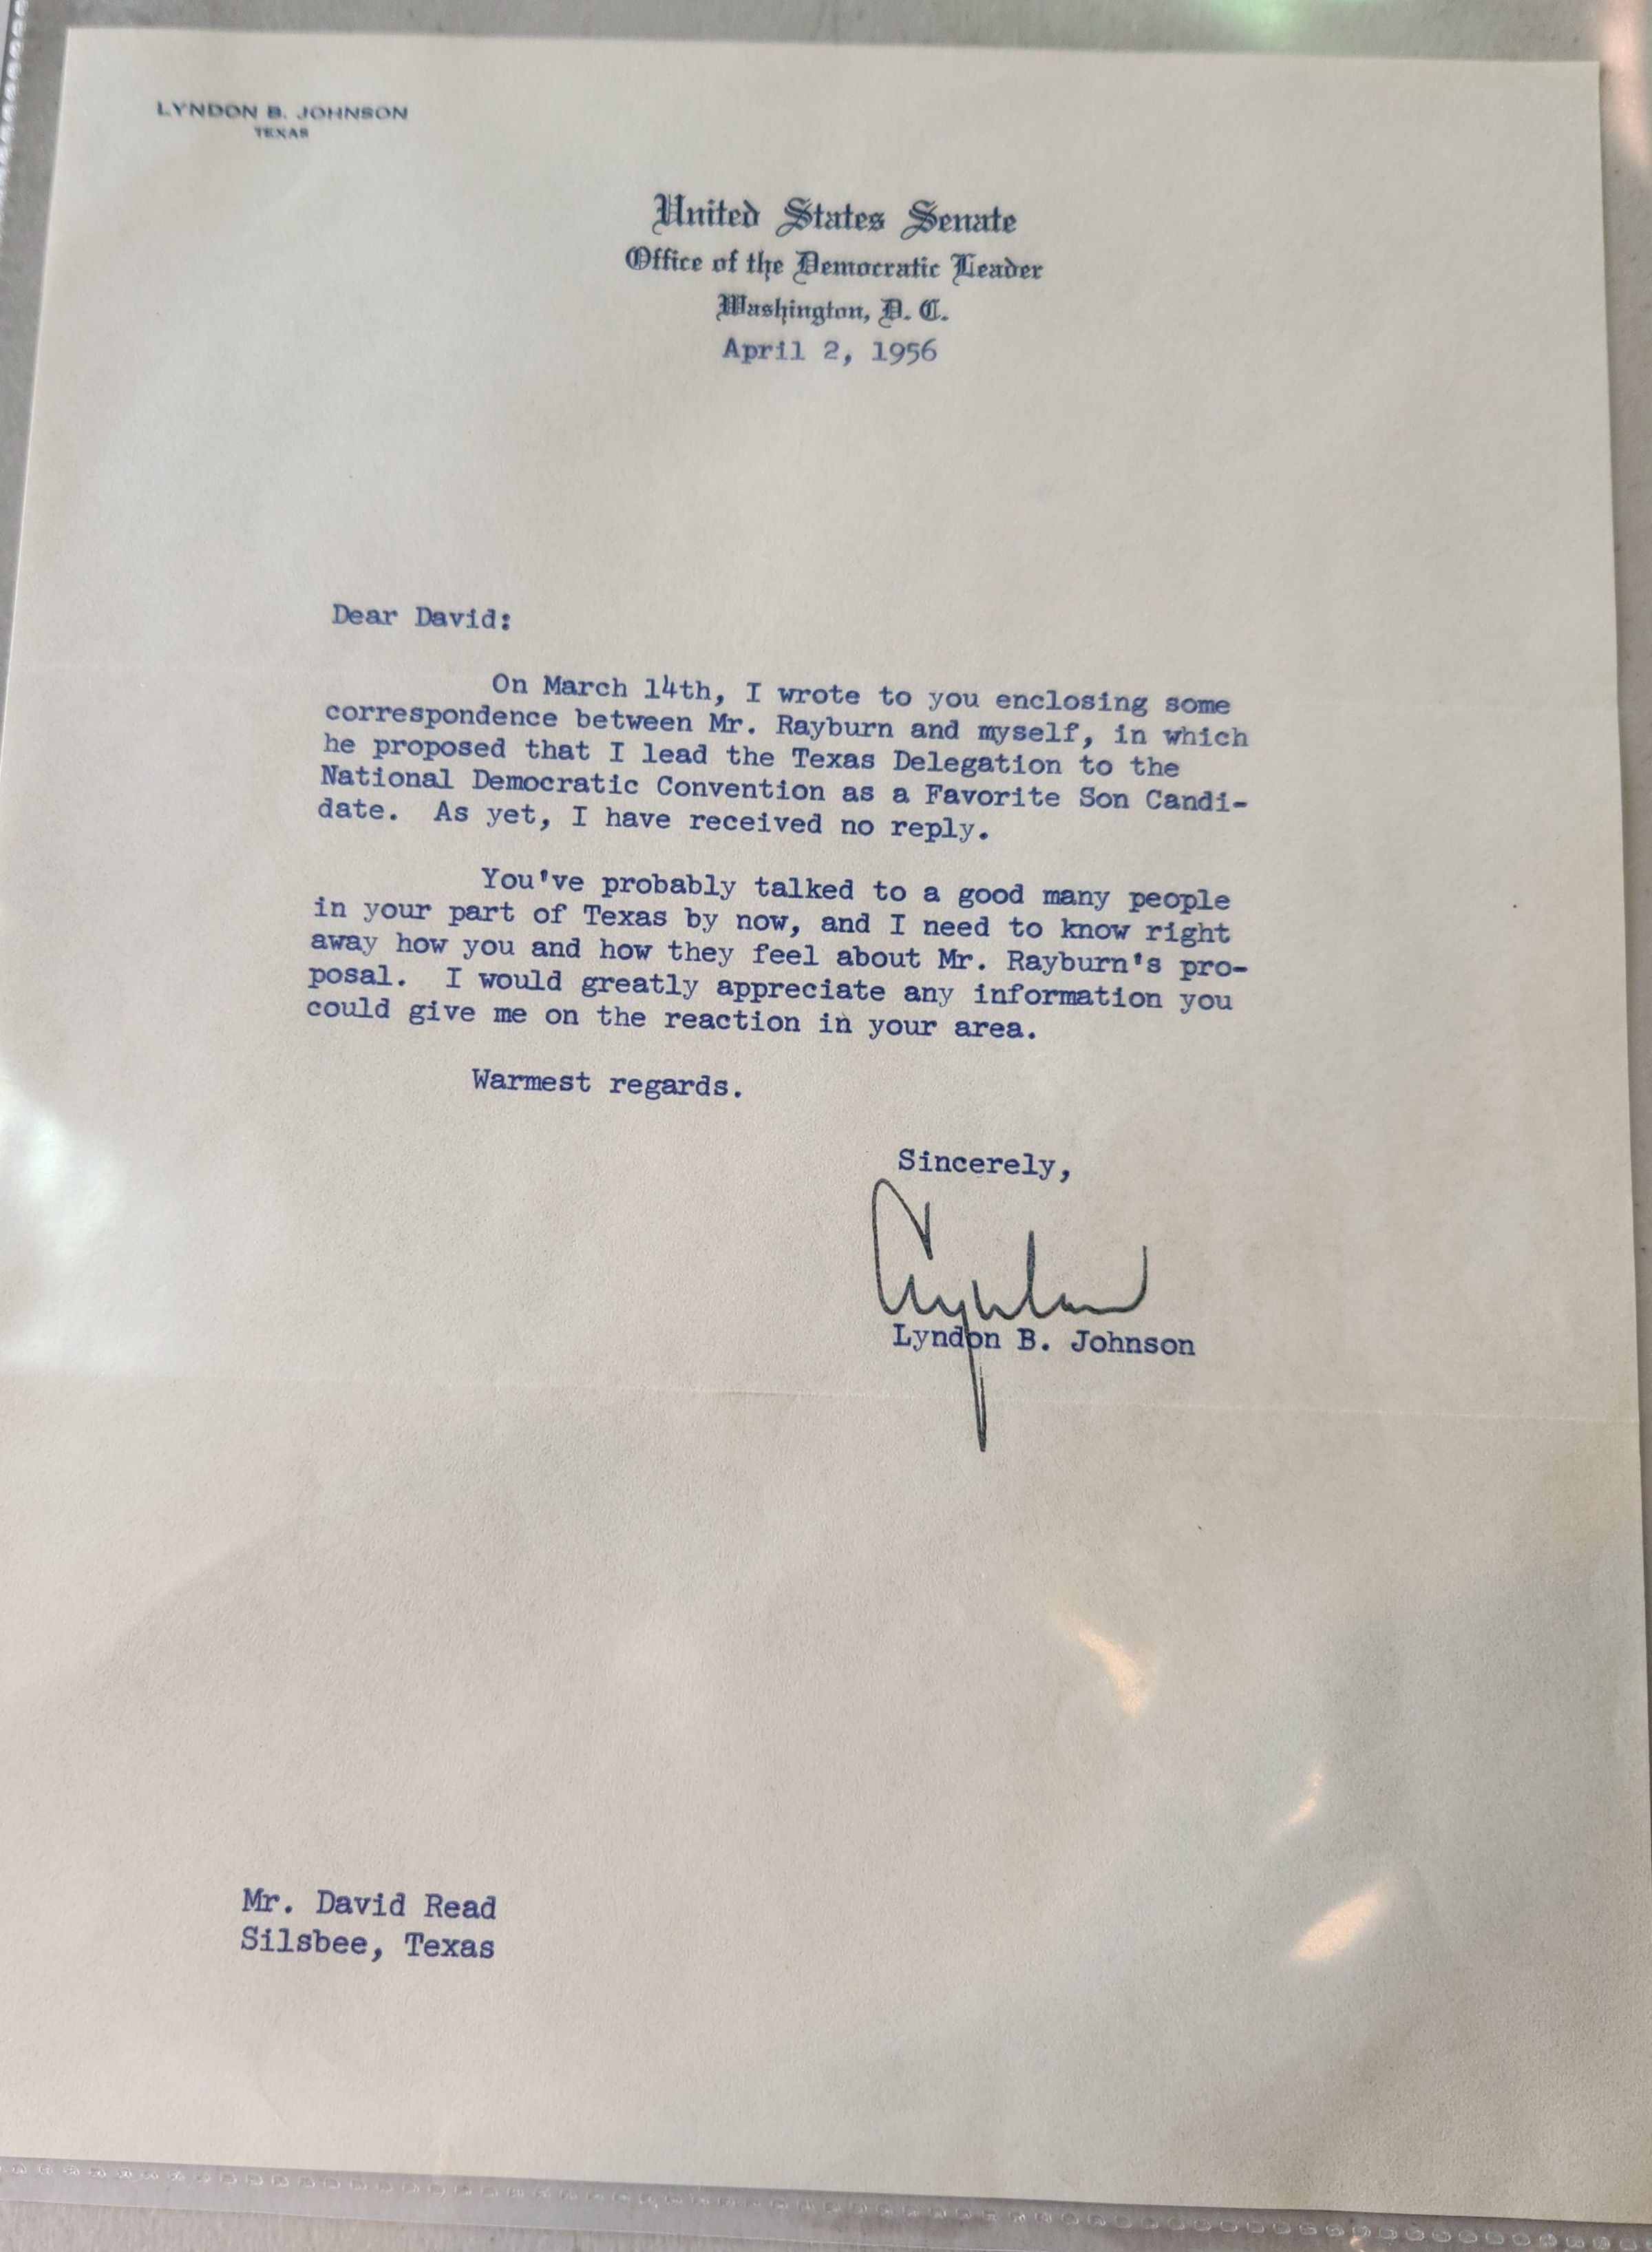 LYNDON B. JOHNSON
TEXAS
United States Senate
Office of the Democratic Leader
Washington, D. C.
April 2, 1956
Dear David:
On March 14th, I wrote to you enclosing some
correspondence between Mr. Rayburn and myself, in which
he proposed that I lead the Texas Delegation to the
National Democratic Convention as a Favorite Son Candi-
date. As yet, I have received no reply.
You've probably talked to a good many people
in your part of Texas by now, and I need to know right
away how you and how they feel about Mr. Rayburn's pro-
posal. I would greatly appreciate any information you
could give me on the reaction in your area.
Warmest regards.
Sincerely,
Lyndon
Lyndon B. Johnson
Mr. David Read
Silsbee, Texas